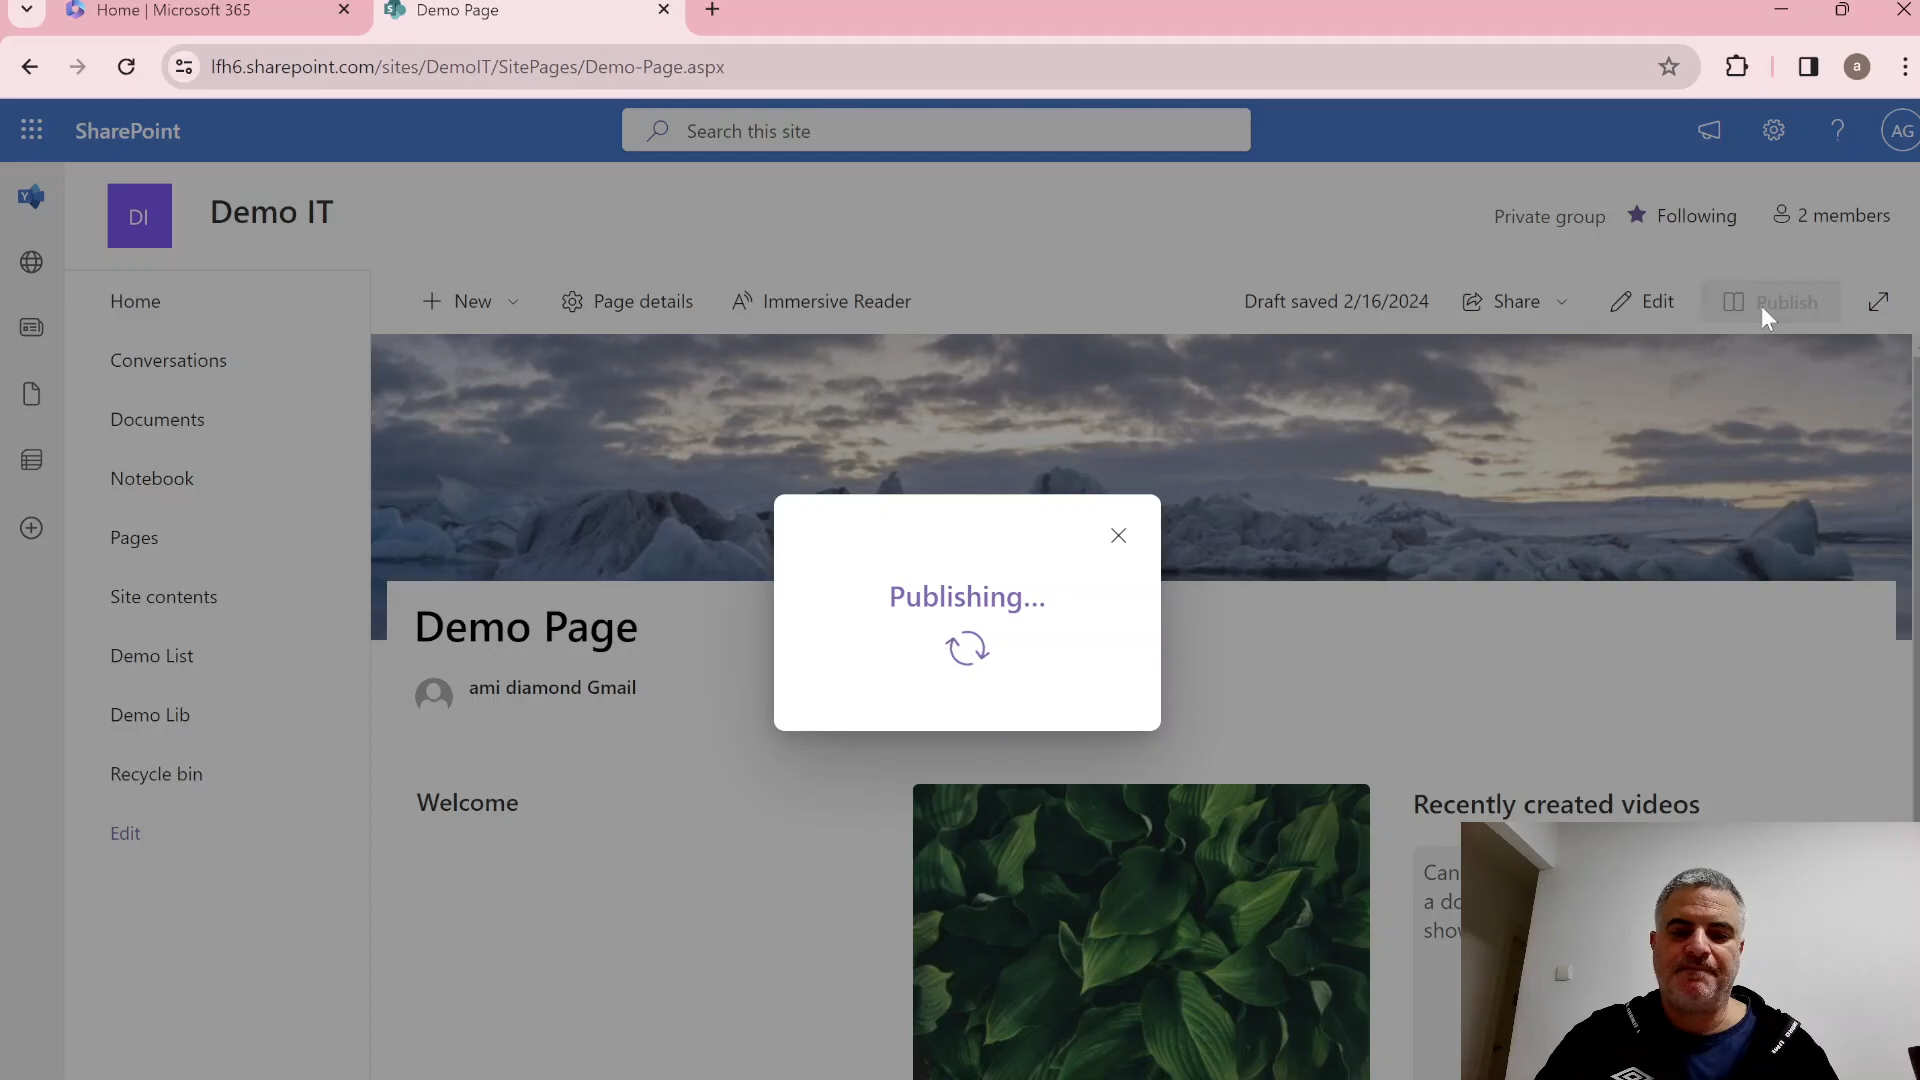 Home | Microsoft 365
Demo Page
lfh6.sharepoint.com/sites/DemoIT/SitePages/Demo-Page.aspx
a
SharePoint
Search this site
AG
DI
Demo IT
Private group
Following
2 members
Home
Conversations
Documents
Notebook
Pages
Site contents
Demo List
Demo Lib
Recycle bin
Edit
New
Page details
Immersive Reader
Draft saved 2/16/2024
Share
Edit
Publish
Publishing...
Demo Page
ami diamond Gmail
Welcome
Recently created videos